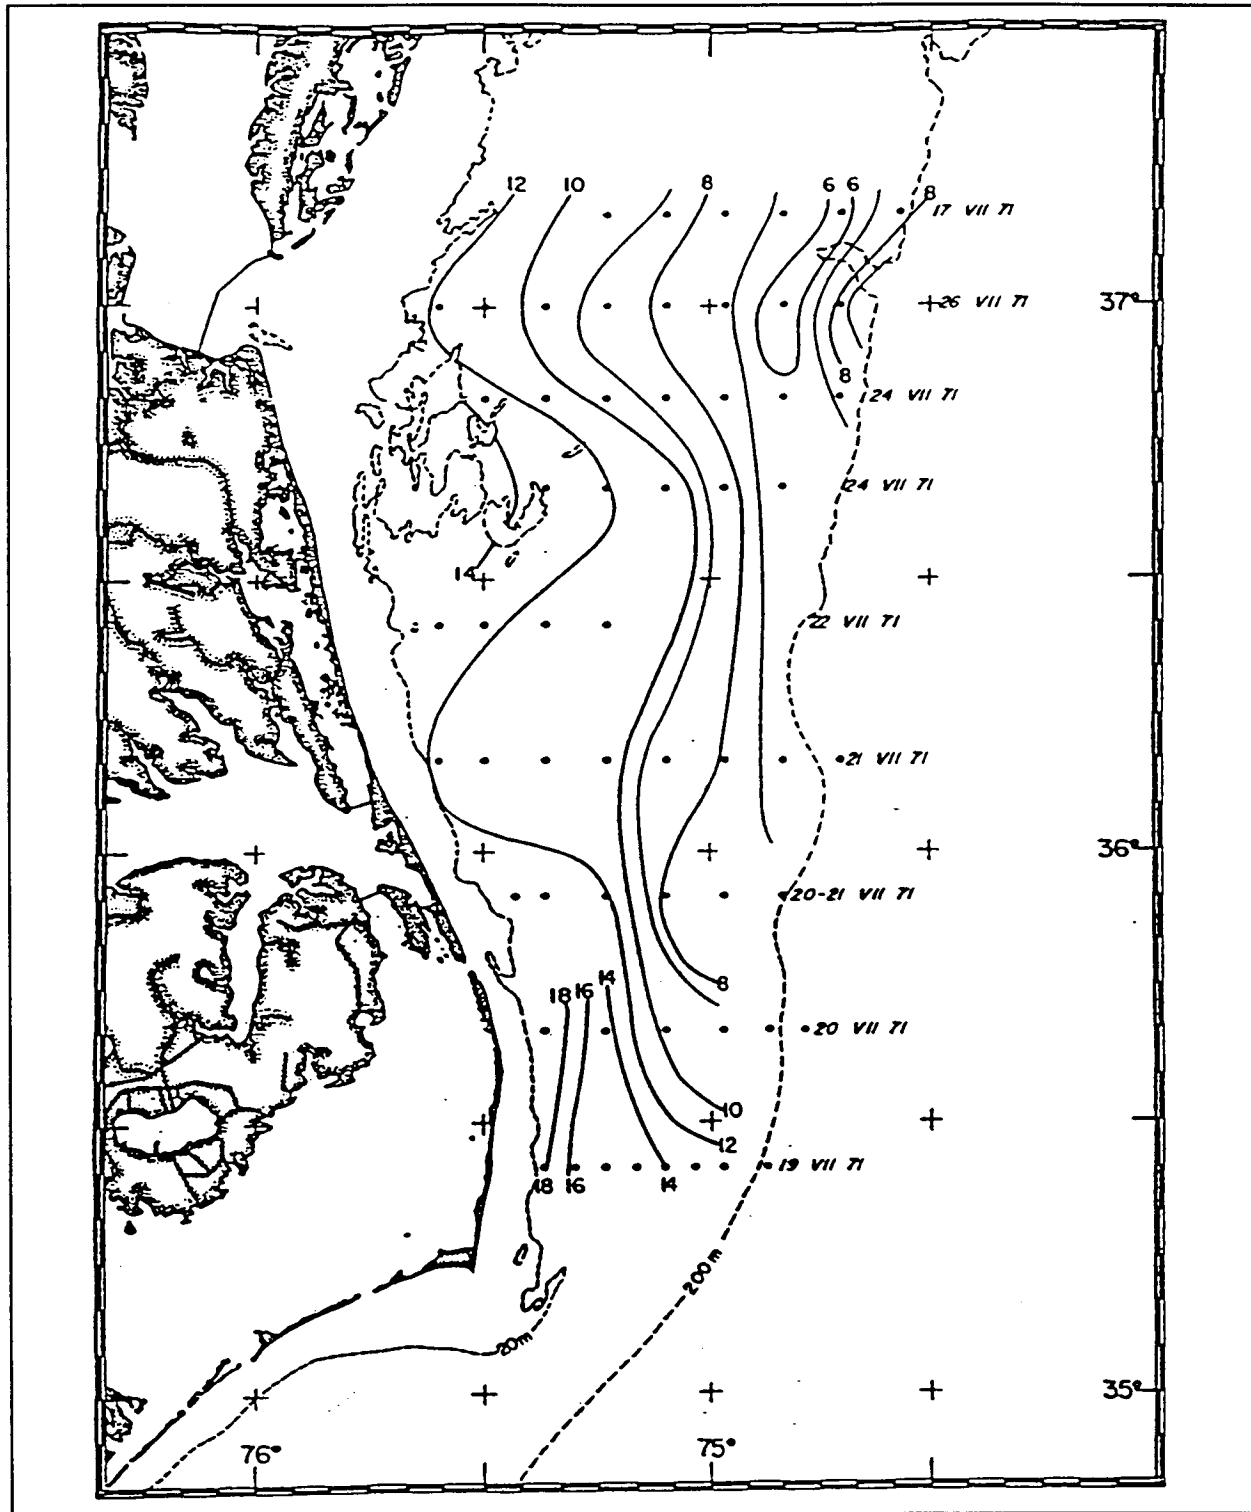 12 10 8 6 6 8
17 VII 71
26 VII 71 37°
8
24 VII 71
24 VII 71
14
22 VII 71
21 VII 71
36°
20-21 VII 71
18 16 14 8
20 VII 71
10
12
19 VII 71
18 16 14
200m
20m
35°
76° 75°